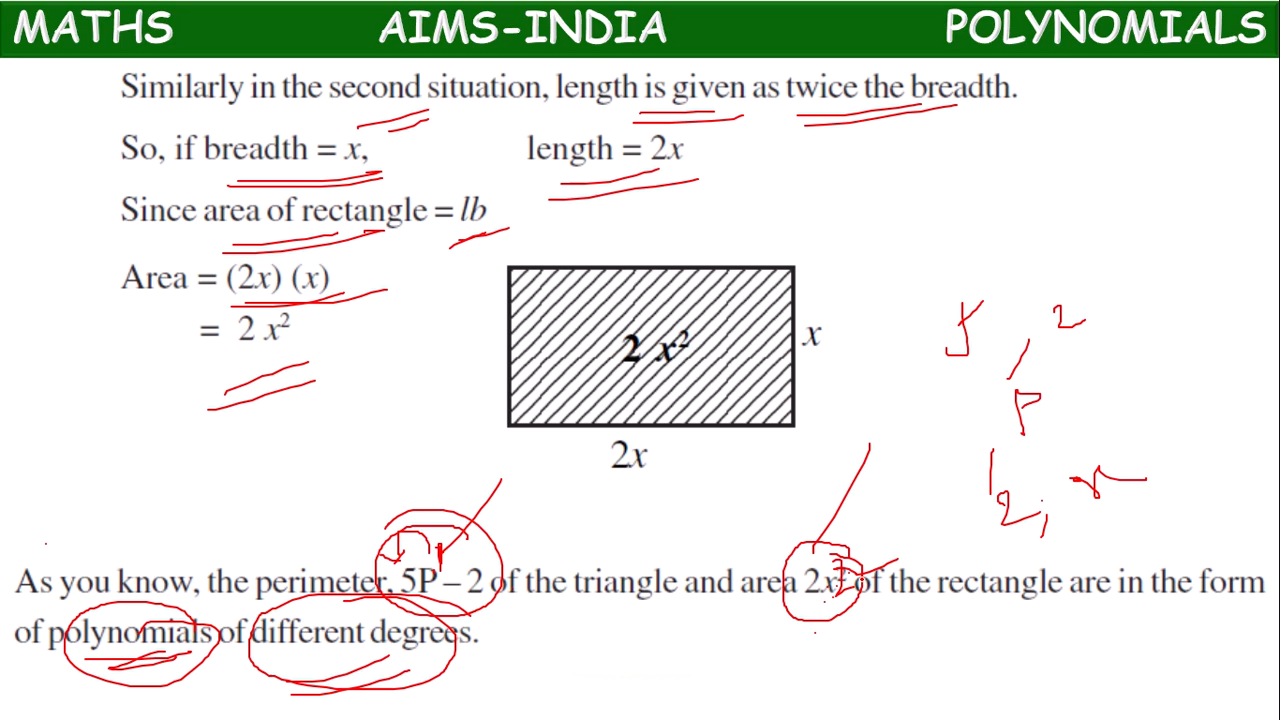 MATHS AIMS-INDIA POLYNOMIALS
Similarly in the second situation, length is given as twice the breadth.
So, if breadth = x, length = 2x
Since area of rectangle = lb
Area = (2x) (x)
= 2 x²
2 x²
x
2x
5 , 2
P
2, x
As you know, the perimeter, 5P – 2 of the triangle and area 2x² of the rectangle are in the form
of polynomials of different degrees.